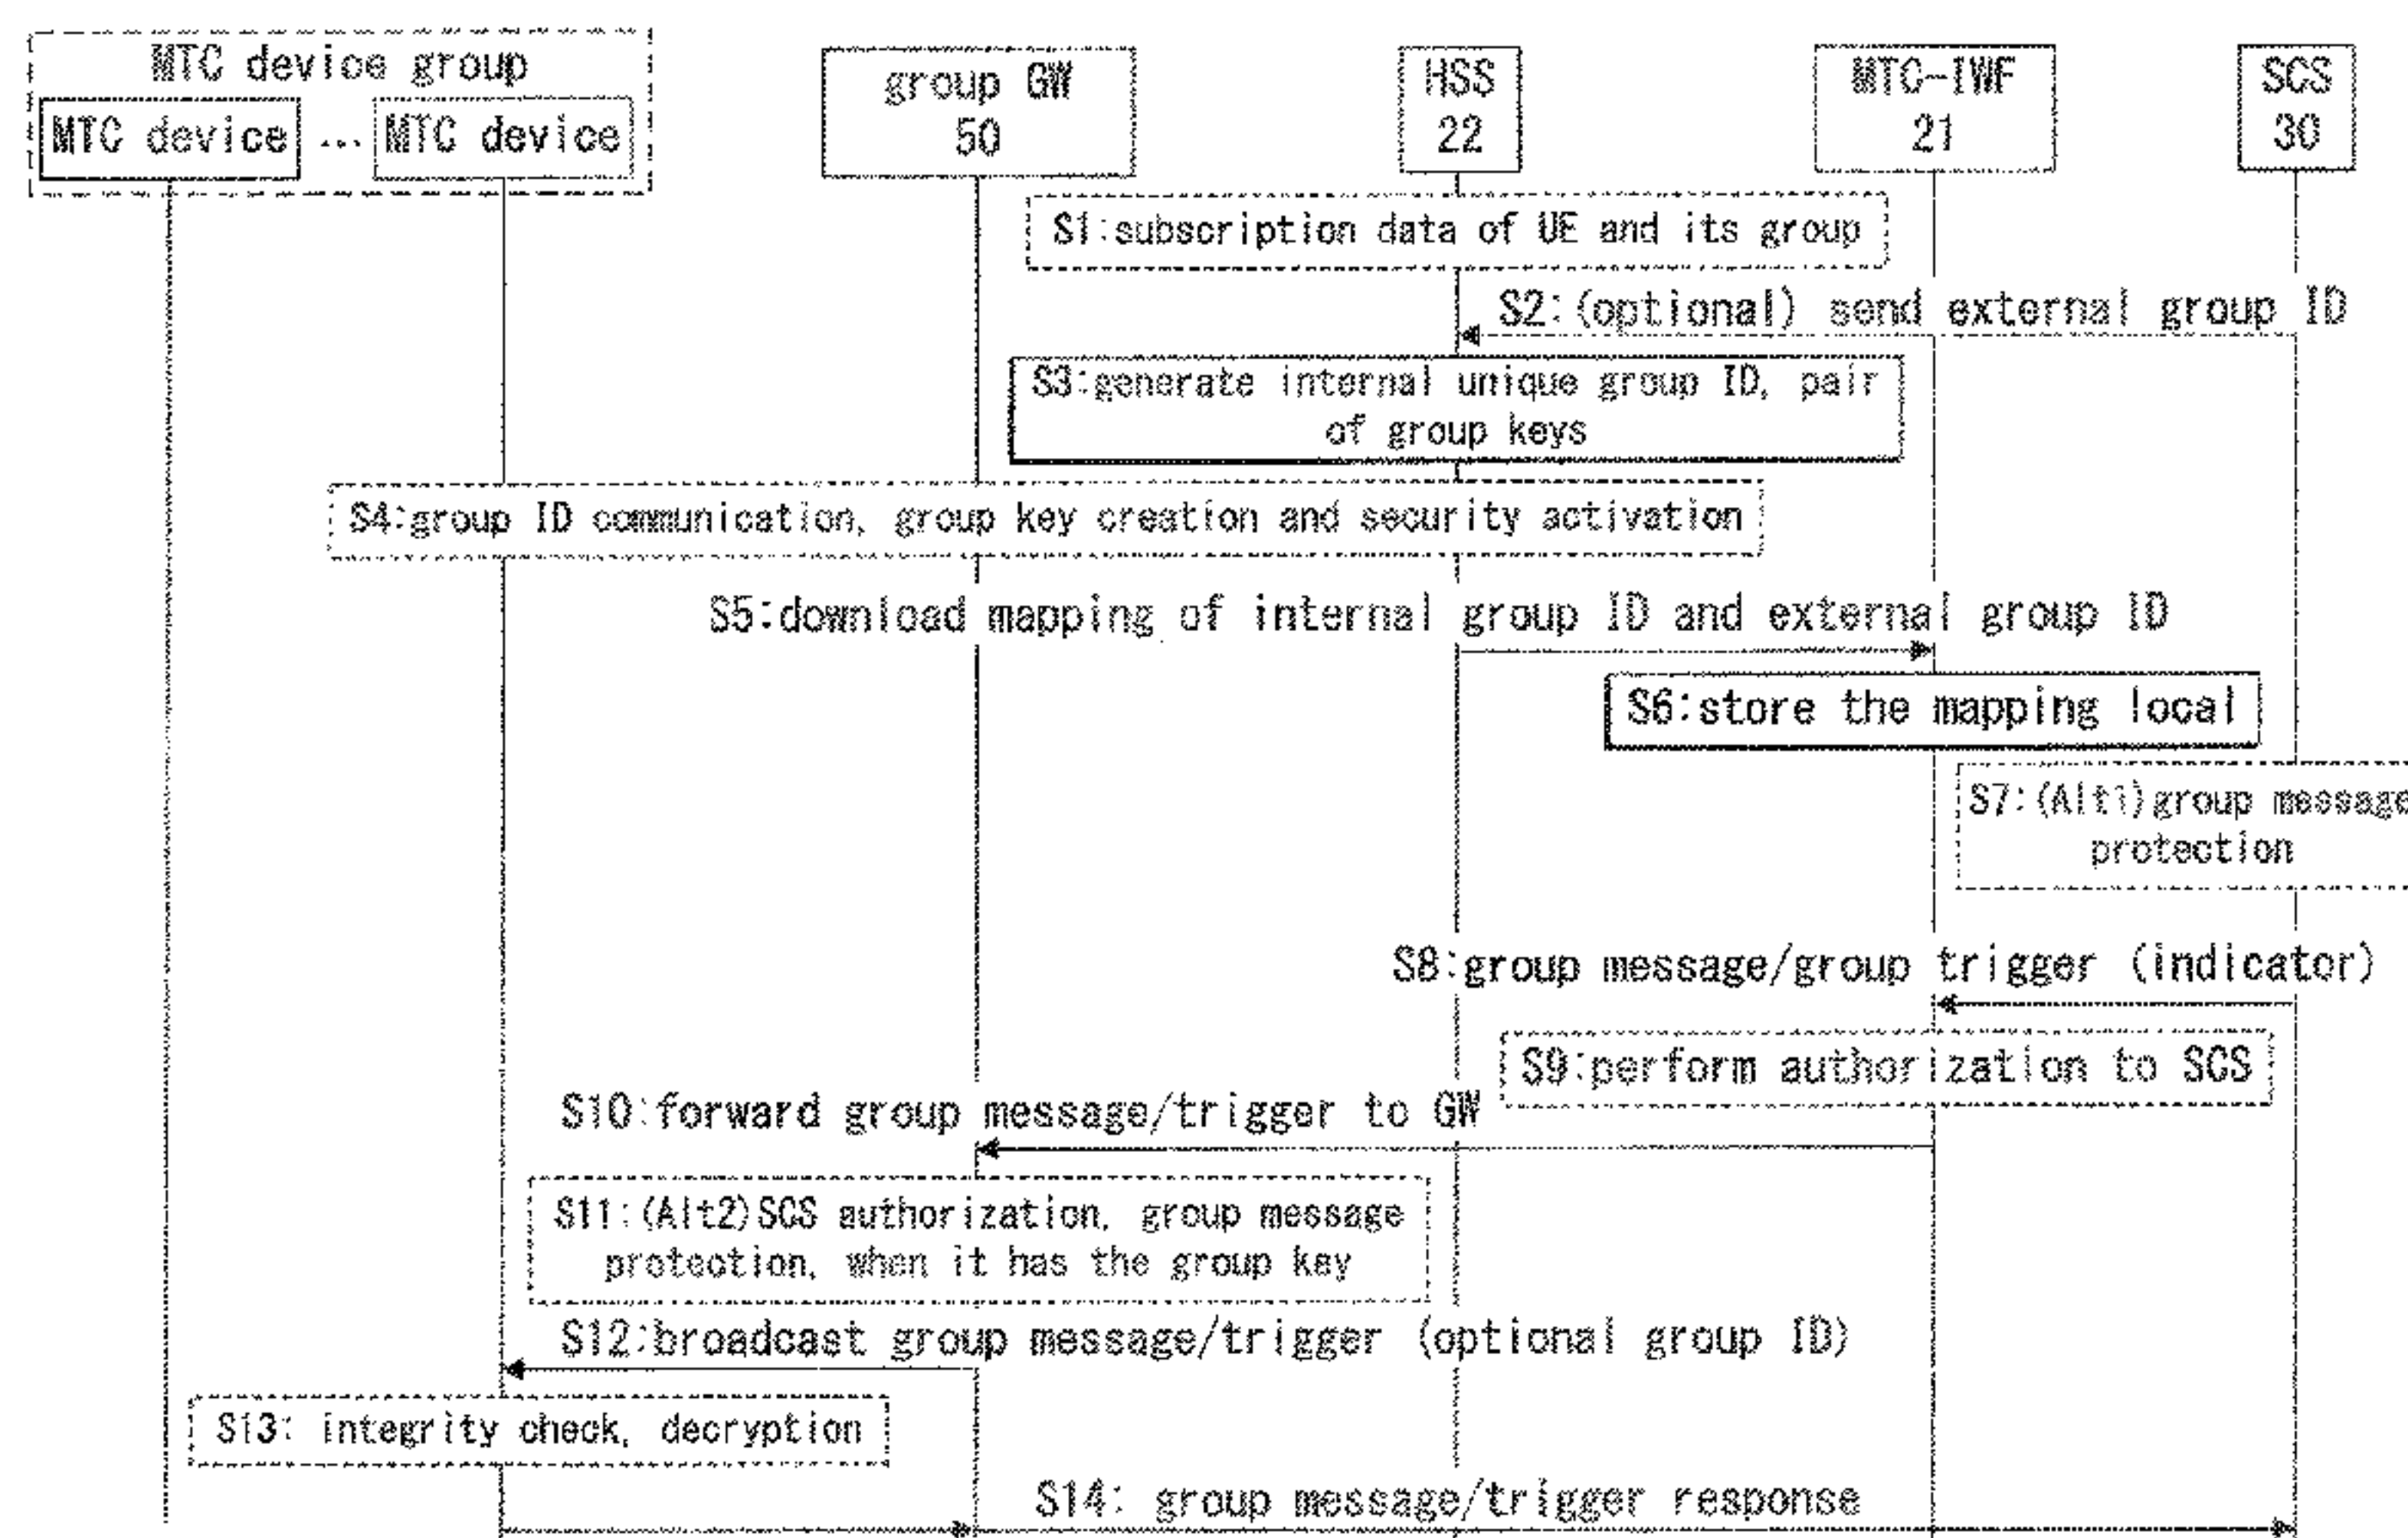 MTC device group
MTC device ... MTC device
group GW
50
HSS
22
MTC-IWF
21
SCS
30
S1:subscription data of UE and its group
S2:(optional) send external group ID
S3:generate internal unique group ID, pair
of group keys
S4:group ID communication, group key creation and security activation
S5:download mapping of internal group ID and external group ID
S6:store the mapping local
S7:(Alt1)group message
protection
S8:group message/group trigger (indicator)
S9:perform authorization to SCS
S10:forward group message/trigger to GW
S11:(Alt2)SCS authorization, group message
protection, when it has the group key
S12:broadcast group message/trigger (optional group ID)
S13: integrity check, decryption
S14: group message/trigger response